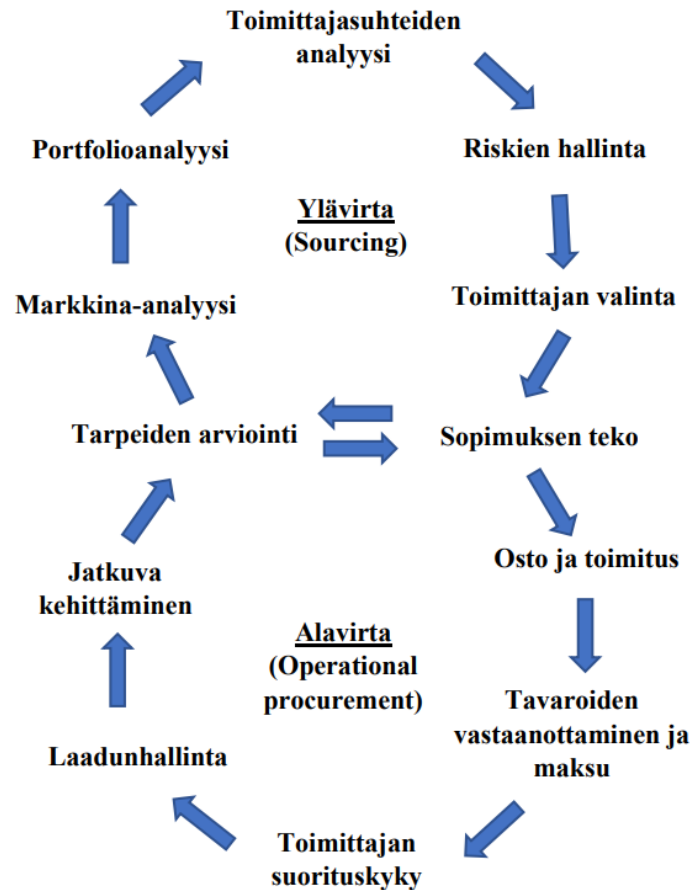 Toimittajasuhteiden
analyysi
Portfolioanalyysi
Riskien hallinta
Ylävirta
(Sourcing)
Markkina-analyysi
Toimittajan valinta
Tarpeiden arviointi
Sopimuksen teko
Osto ja toimitus
Jatkuva
kehittäminen
Alavirta
(Operational
procurement)
Tavaroiden
vastaanottaminen ja
maksu
Laadunhallinta
Toimittajan
suorituskyky